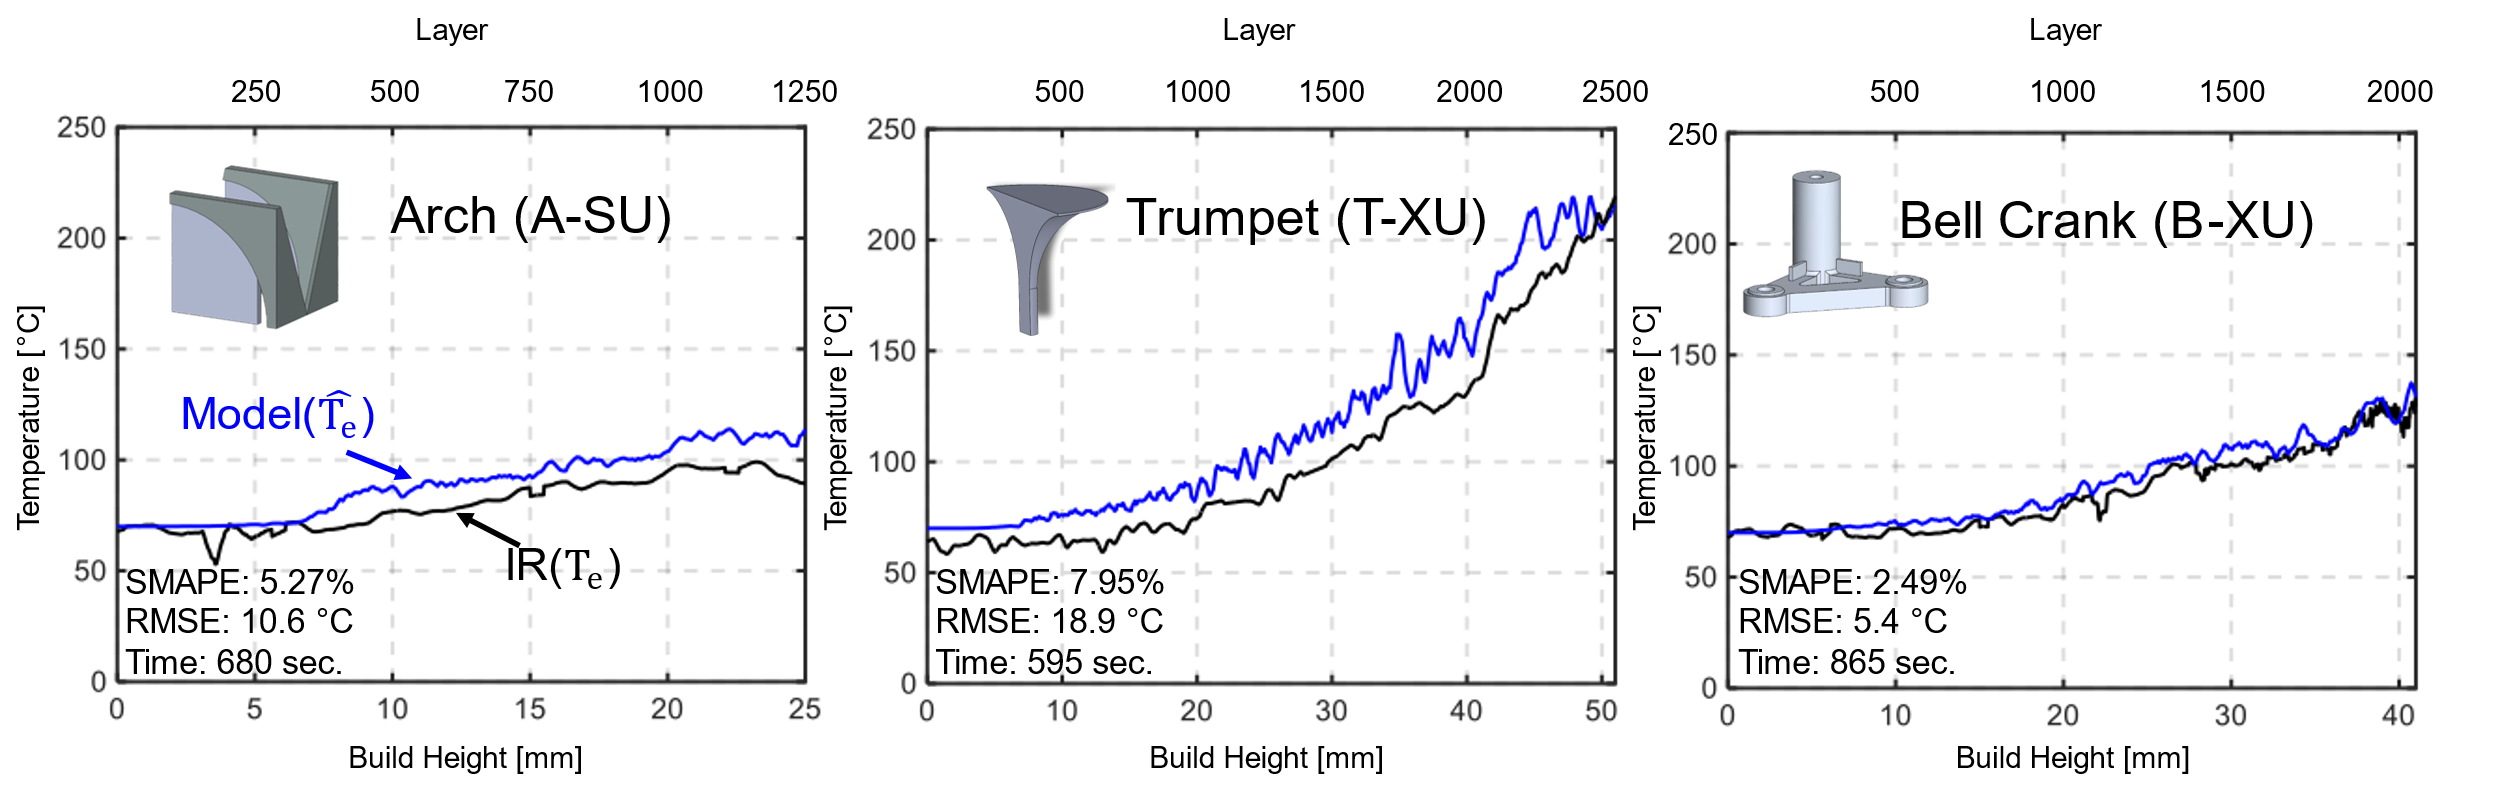 Layer
250 500 750 1000 1250
250
200
150
100
50
0
Temperature [°C]
Arch (A-SU)
Model(T̂e)
IR(Te)
SMAPE: 5.27%
RMSE: 10.6 °C
Time: 680 sec.
0 5 10 15 20 25
Build Height [mm]
Layer
500 1000 1500 2000 2500
250
200
150
100
50
0
Temperature [°C]
Trumpet (T-XU)
SMAPE: 7.95%
RMSE: 18.9 °C
Time: 595 sec.
0 10 20 30 40 50
Build Height [mm]
Layer
500 1000 1500 2000
250
200
150
100
50
0
Temperature [°C]
Bell Crank (B-XU)
SMAPE: 2.49%
RMSE: 5.4 °C
Time: 865 sec.
0 10 20 30 40
Build Height [mm]